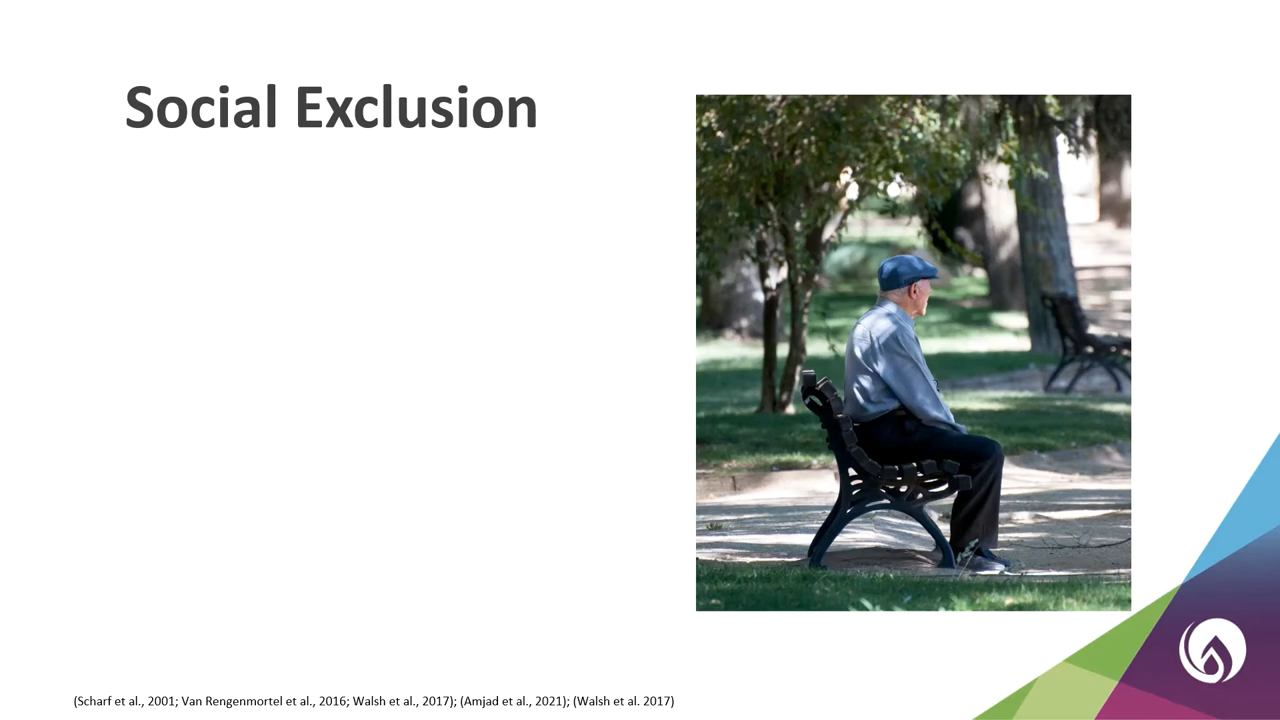 Social Exclusion
(Scharf et al., 2001; Van Rengenmortel et al., 2016; Walsh et al., 2017); (Amjad et al., 2021); (Walsh et al. 2017)